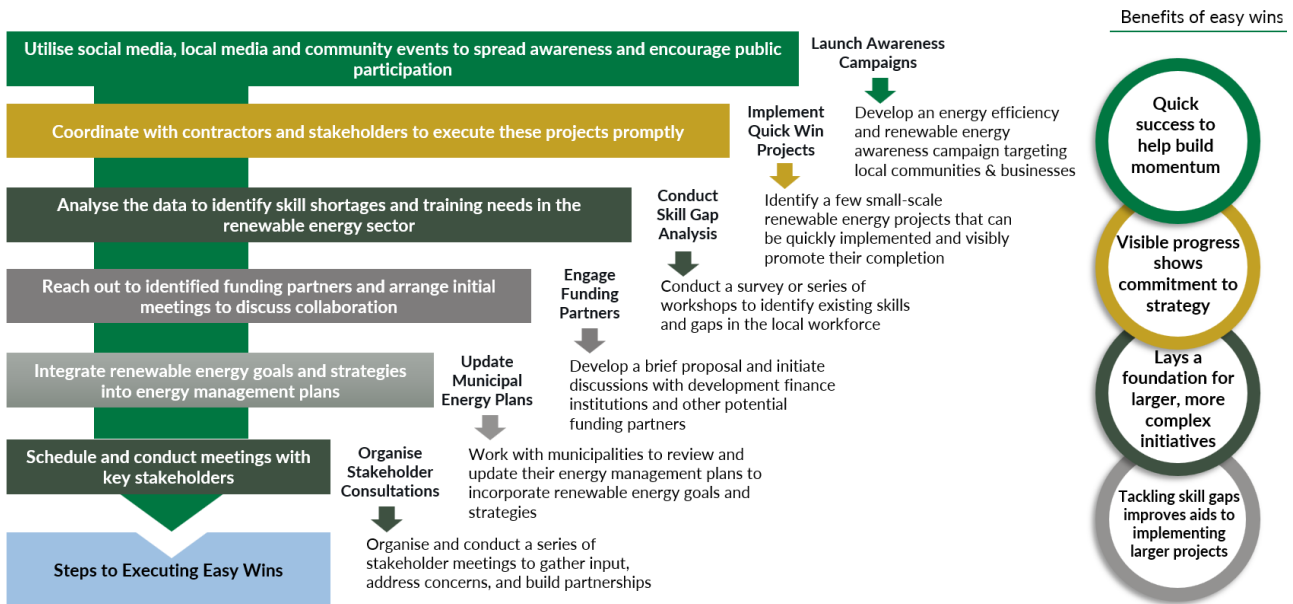 Benefits of easy wins
Utilise social media, local media and community events to spread awareness and encourage public
participation
Launch Awareness
Campaigns
Develop an energy efficiency
and renewable energy
awareness campaign targeting
local communities & businesses
Coordinate with contractors and stakeholders to execute these projects promptly
Implement
Quick Win
Projects
Identify a few small-scale
renewable energy projects that can
be quickly implemented and visibly
promote their completion
Analyse the data to identify skill shortages and training needs in the
renewable energy sector
Conduct
Skill Gap
Analysis
Conduct a survey or series of
workshops to identify existing skills
and gaps in the local workforce
Reach out to identified funding partners and arrange initial
meetings to discuss collaboration
Engage
Funding
Partners
Develop a brief proposal and initiate
discussions with development finance
institutions and other potential
funding partners
Integrate renewable energy goals and strategies
into energy management plans
Update
Municipal
Energy Plans
Work with municipalities to review and
update their energy management plans to
incorporate renewable energy goals and
strategies
Schedule and conduct meetings with
key stakeholders
Organise
Stakeholder
Consultations
Organise and conduct a series of
stakeholder meetings to gather input,
address concerns, and build partnerships
Steps to Executing Easy Wins
Quick
success to
help build
momentum
Visible progress
shows
commitment to
strategy
Lays a
foundation for
larger, more
complex
initiatives
Tackling skill gaps
improves aids to
implementing
larger projects